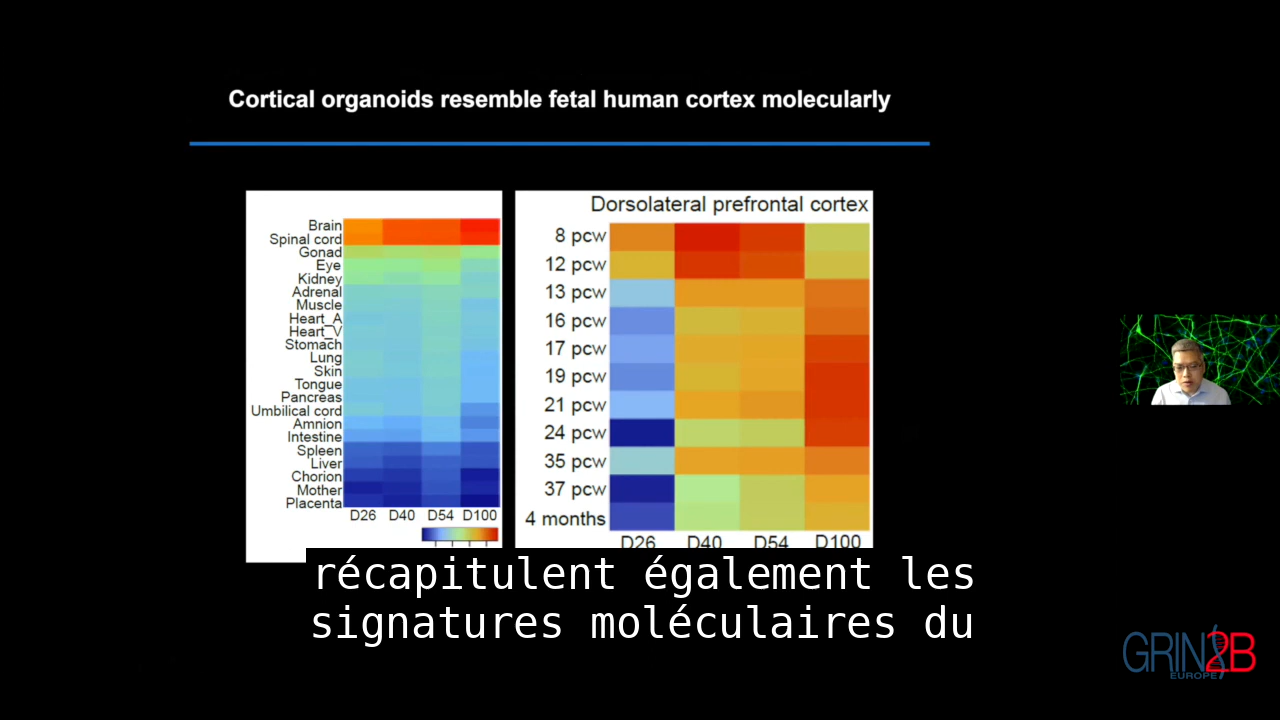 Cortical organoids resemble fetal human cortex molecularly
Brain
Spinal cord
Gonad
Eye
Kidney
Adrenal
Muscle
Heart_A
Heart_V
Stomach
Lung
Skin
Tongue
Pancreas
Umbilical cord
Amnion
Intestine
Spleen
Liver
Chorion
Mother
Placenta
D26 D40 D54 D100
Dorsolateral prefrontal cortex
8 pcw
12 pcw
13 pcw
16 pcw
17 pcw
19 pcw
21 pcw
24 pcw
35 pcw
37 pcw
4 months
D26 D40 D54 D100
récapitulent également les
signatures moléculaires du
GRIN2B
EUROPE